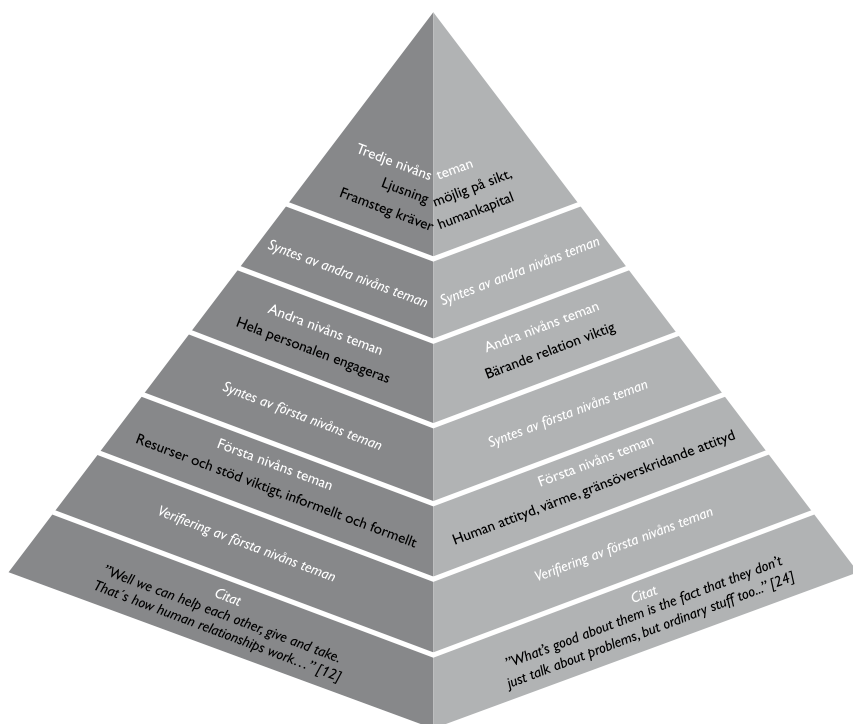 Tredje nivåns teman
Ljusning möjlig på sikt,
Framsteg kräver humankapital
Syntes av andra nivåns teman
Syntes av andra nivåns teman
Andra nivåns teman
Hela personalen engageras
Andra nivåns teman
Bärande relation viktig
Syntes av första nivåns teman
Syntes av första nivåns teman
Första nivåns teman
Resurser och stöd viktigt, informellt och formellt
Första nivåns teman
Human attityd, värme, gränsöverskridande attityd
Verifiering av första nivåns teman
Verifiering av första nivåns teman
Citat
”Well we can help each other, give and take.
That´s how human relationships work… ” [12]
Citat
”What’s good about them is the fact that they don’t
just talk about problems, but ordinary stuff too...” [24]